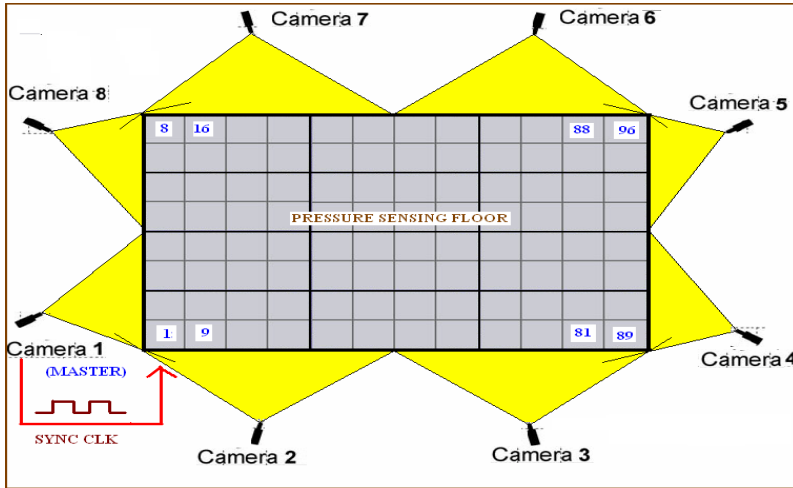 Camera 7
Camera 6
Camera 8
Camera 5
8 16 88 96
PRESSURE SENSING FLOOR
1 9 81 89
Camera 1
(MASTER)
Camera 4
SYNC CLK
Camera 2
Camera 3